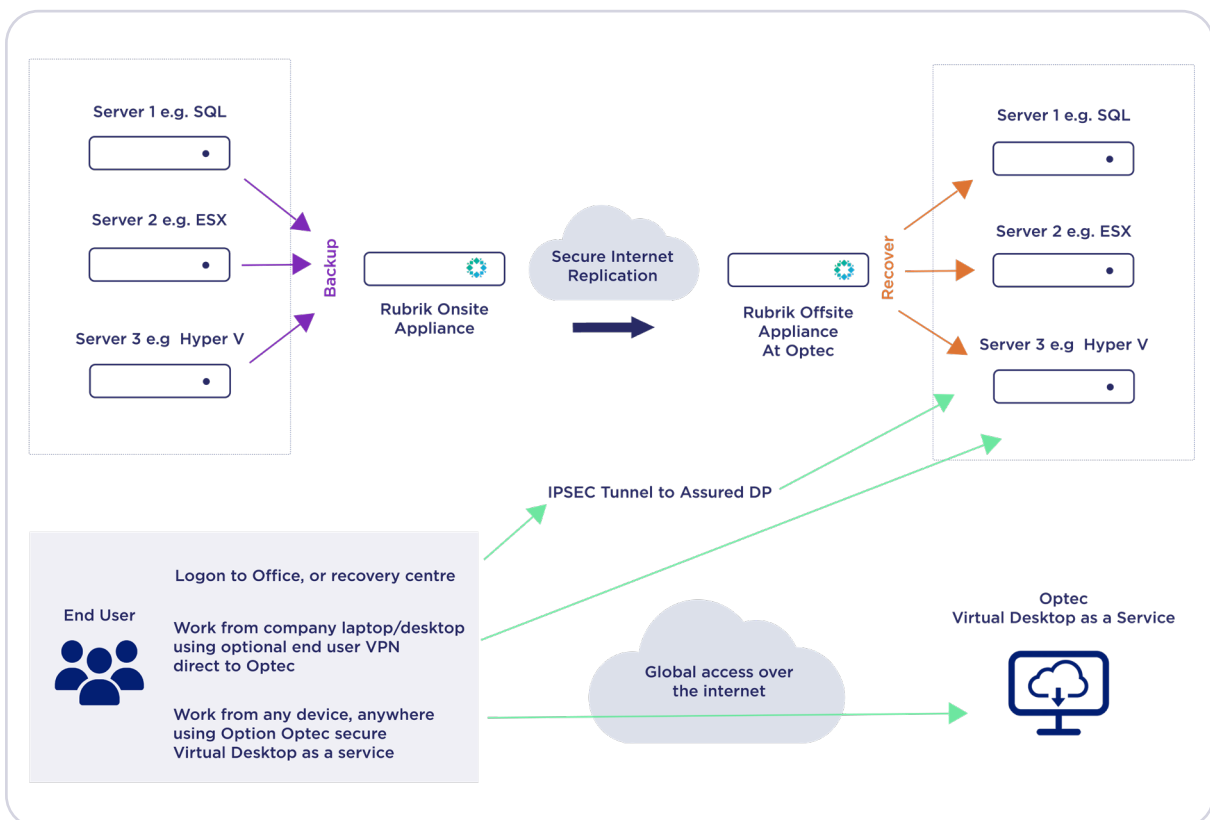 Server 1 e.g. SQL
Server 2 e.g. ESX
Server 3 e.g  Hyper V
Backup
Rubrik Onsite
Appliance
Secure Internet
Replication
Rubrik Offsite
Appliance
At Optec
Recover
Server 1 e.g. SQL
Server 2 e.g. ESX
Server 3 e.g  Hyper V
IPSEC Tunnel to Assured DP
End User
Logon to Office, or recovery centre
Work from company laptop/desktop
using optional end user VPN
direct to Optec
Work from any device, anywhere
using Option Optec secure
Virtual Desktop as a service
Global access over
the internet
Optec
Virtual Desktop as a Service